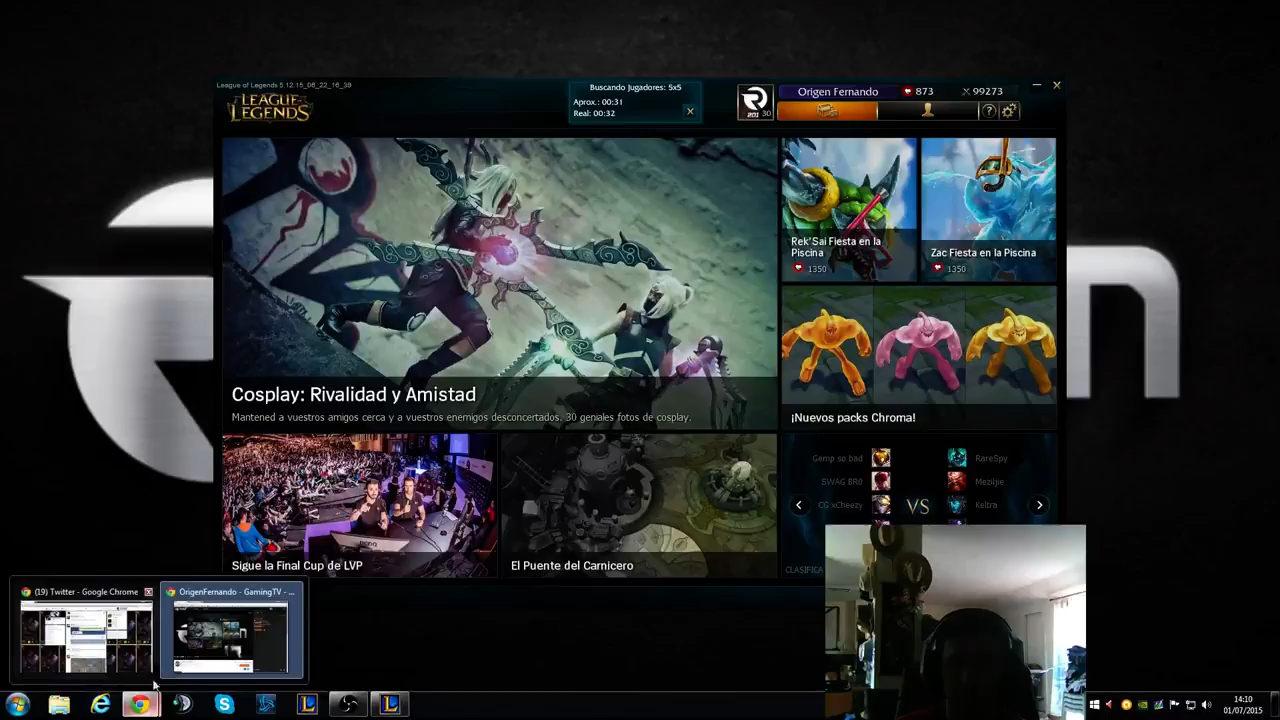 League of Legends 5.12.15_06_22_16_39
LEAGUE OF LEGENDS
Buscando Jugadores: 5x5
Aprox.: 00:31
Real: 00:32
X
30
Origen Fernando
873
99273
?
Rek'Sai Fiesta en la
Piscina
1350
Zac Fiesta en la Piscina
1350
Cosplay: Rivalidad y Amistad
Mantened a vuestros amigos cerca y a vuestros enemigos desconcertados. 30 geniales fotos de cosplay.
¡Nuevos packs Chroma!
Gemp so bad
RareSpy
SWAG BR0
Meziljie
CG xCheezy
VS
Keltra
CLASIFICA
Sigue la Final Cup de LVP
El Puente del Carnicero
(19) Twitter - Google Chrome
OrigenFernando - GamingTV - ...
14:10
01/07/2015